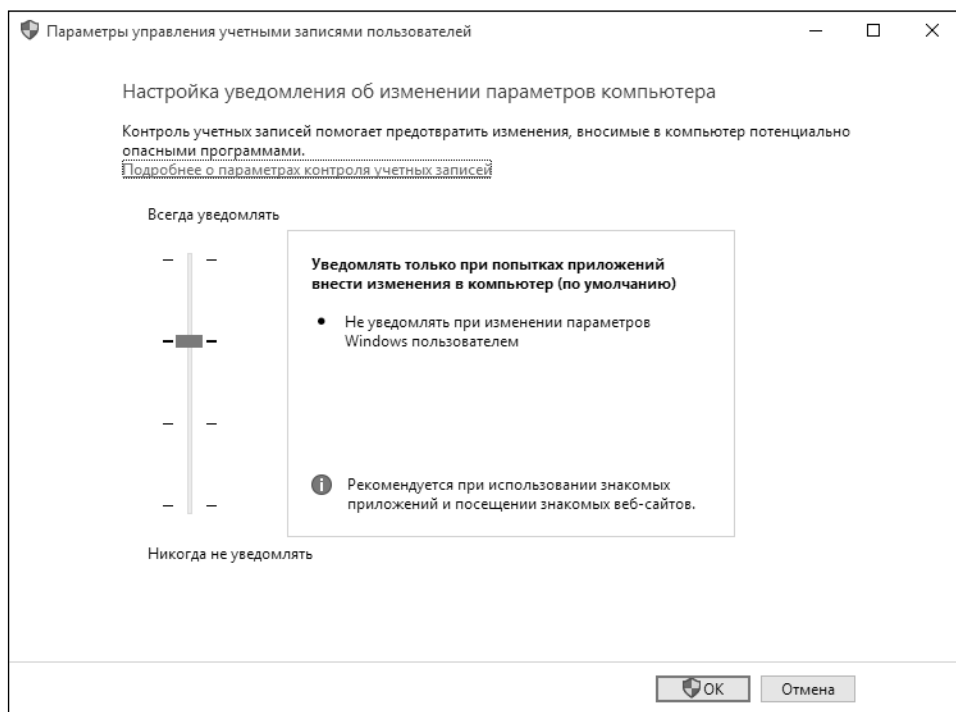 Параметры управления учетными записями пользователей
Настройка уведомления об изменении параметров компьютера
Контроль учетных записей помогает предотвратить изменения, вносимые в компьютер потенциально
опасными программами.
Подробнее о параметрах контроля учетных записей
Всегда уведомлять
Уведомлять только при попытках приложений
внести изменения в компьютер (по умолчанию)
• Не уведомлять при изменении параметров
Windows пользователем
Рекомендуется при использовании знакомых
приложений и посещении знакомых веб-сайтов.
Никогда не уведомлять
ОК
Отмена